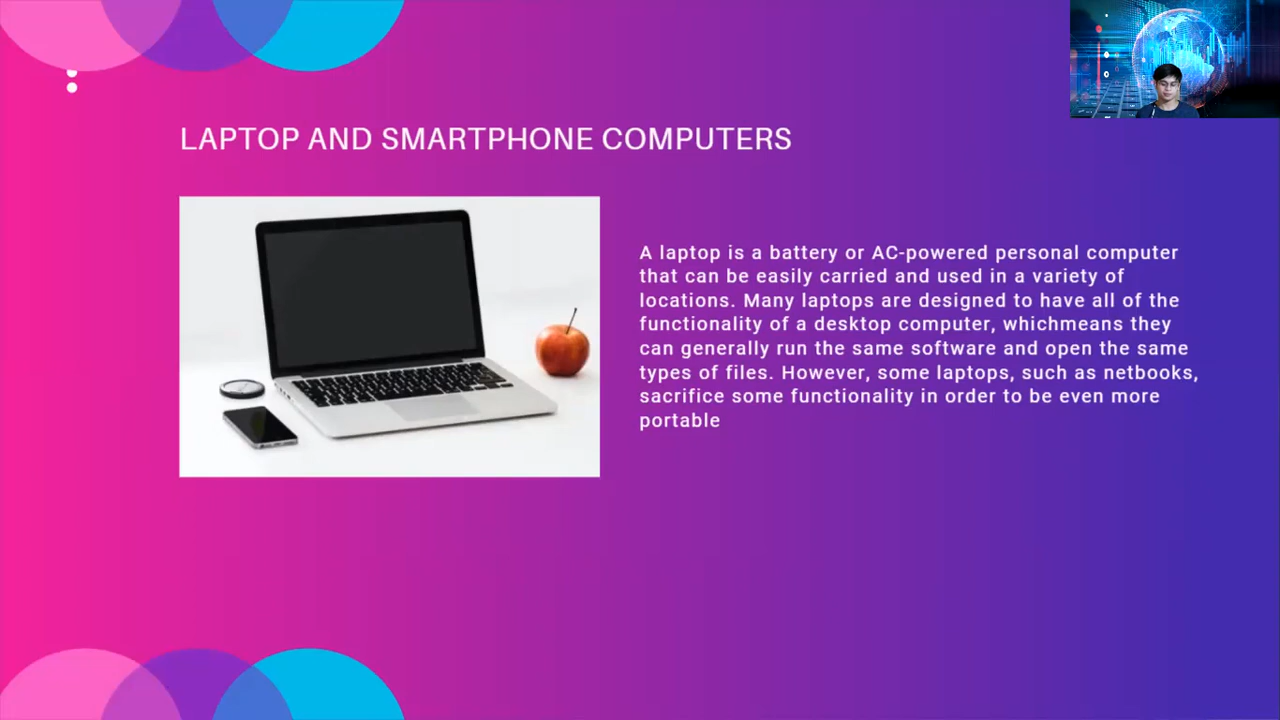 LAPTOP AND SMARTPHONE COMPUTERS
A laptop is a battery or AC-powered personal computer
that can be easily carried and used in a variety of
locations. Many laptops are designed to have all of the
functionality of a desktop computer, whichmeans they
can generally run the same software and open the same
types of files. However, some laptops, such as netbooks,
sacrifice some functionality in order to be even more
portable